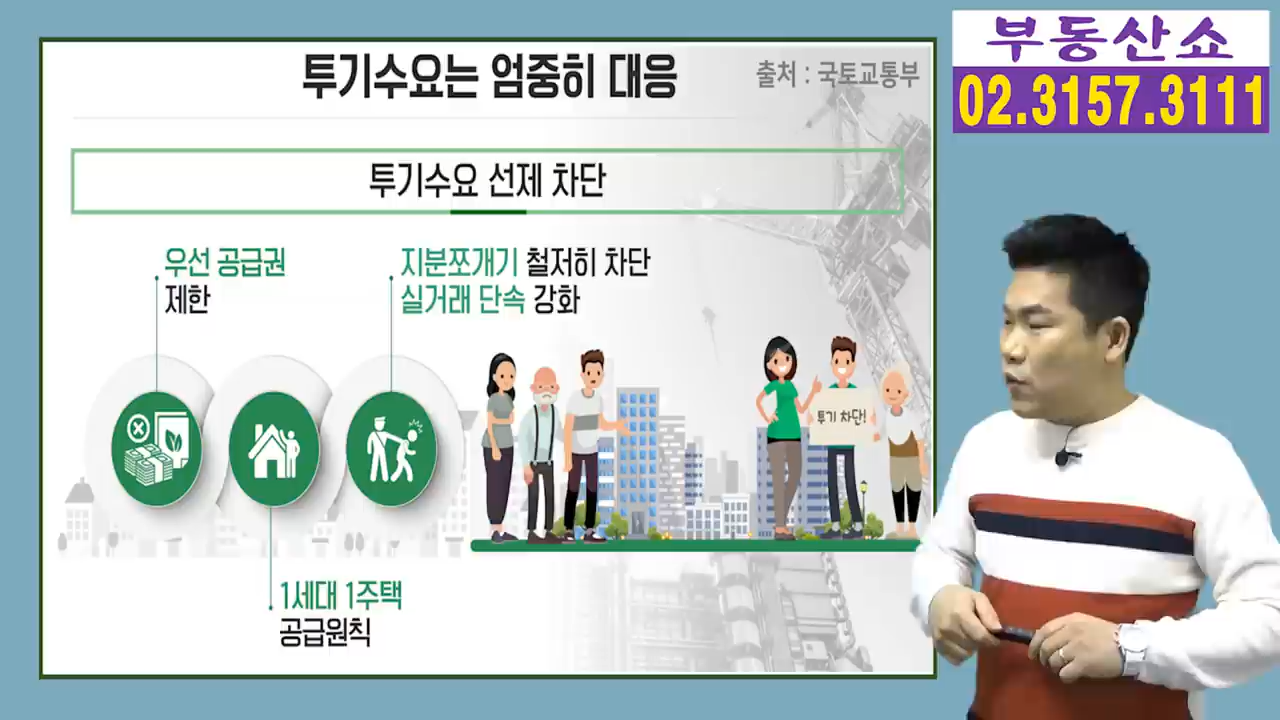 부동산쇼
02.3157.3111
투기수요는 엄중히 대응
출처 : 국토교통부
투기수요 선제 차단
우선 공급권
제한
지분쪼개기 철저히 차단
실거래 단속 강화
투기 차단!
1세대 1주택
공급원칙